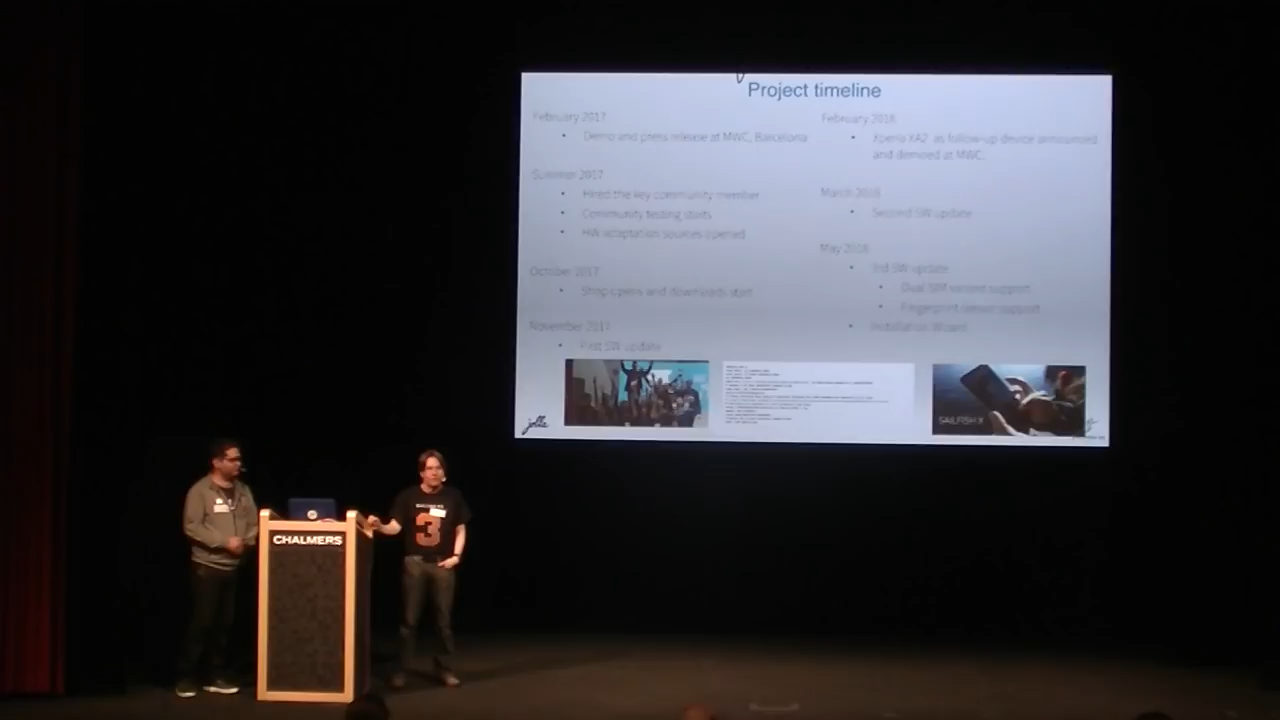 Project timeline
February 2017
• Demo and press release at MWC, Barcelona
Summer 2017
• Hired the key community member
• Community testing starts
• HW adaptation sources opened
October 2017
• Shop opens and downloads start
November 2017
• First SW update
February 2018
• Xperia XA2 as follow-up device announced
and demoed at MWC.
March 2018
• Second SW update
May 2018
• 3rd SW update
• Dual SIM variant support
• Fingerprint sensor support
• Installation Wizard
SAILFISH X
jolla
CHALMERS
3